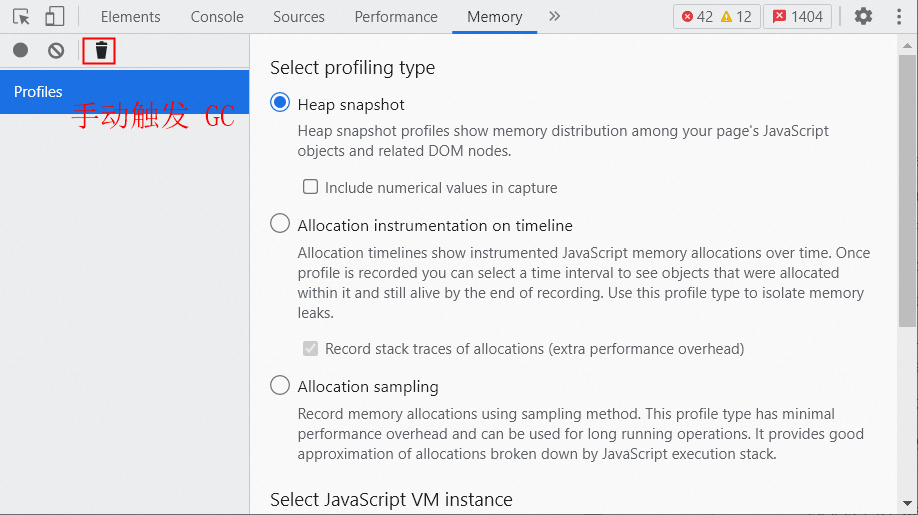 Elements Console Sources Performance Memory 42 12 1404
Profiles
手动触发 GC
Select profiling type
Heap snapshot
Heap snapshot profiles show memory distribution among your page's JavaScript
objects and related DOM nodes.
Include numerical values in capture
Allocation instrumentation on timeline
Allocation timelines show instrumented JavaScript memory allocations over time. Once
profile is recorded you can select a time interval to see objects that were allocated
within it and still alive by the end of recording. Use this profile type to isolate memory
leaks.
Record stack traces of allocations (extra performance overhead)
Allocation sampling
Record memory allocations using sampling method. This profile type has minimal
performance overhead and can be used for long running operations. It provides good
approximation of allocations broken down by JavaScript execution stack.
Select JavaScript VM instance